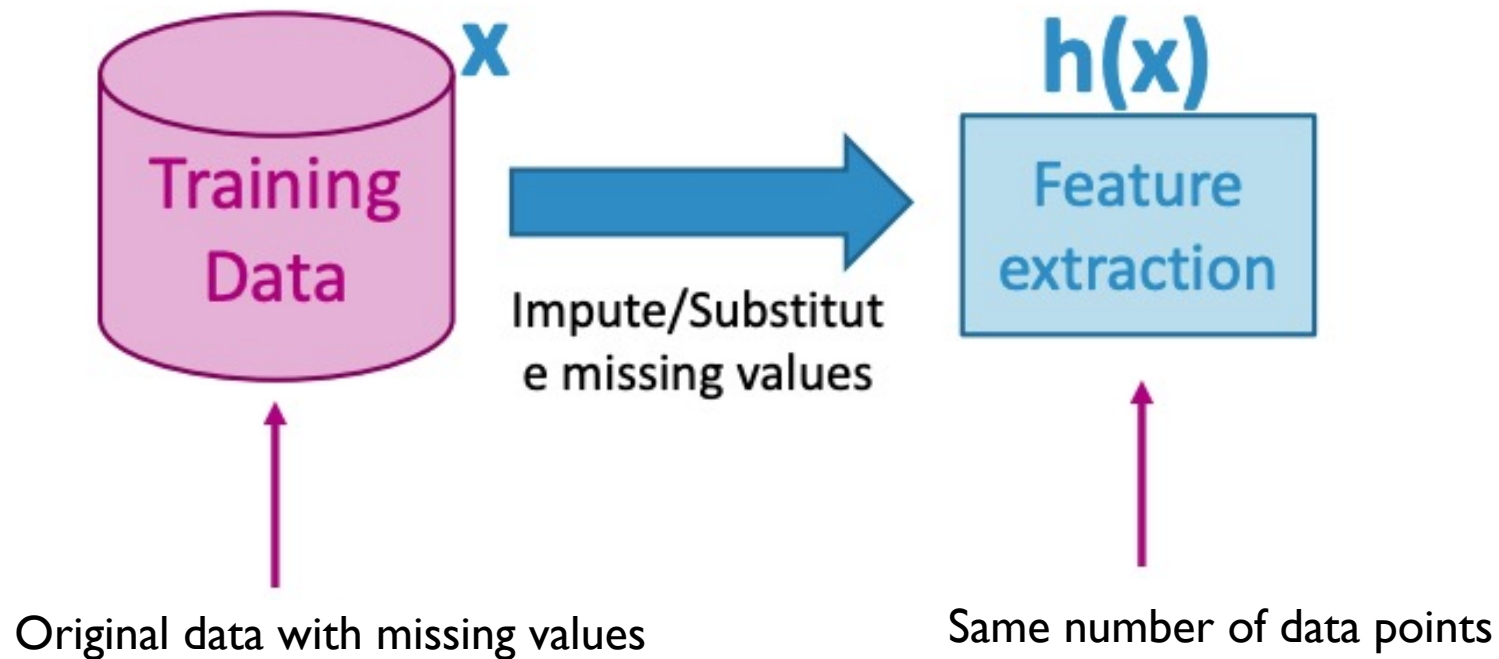 x
h(x)
Training
Data
Feature
extraction
Impute/Substitut
e missing values
Original data with missing values
Same number of data points